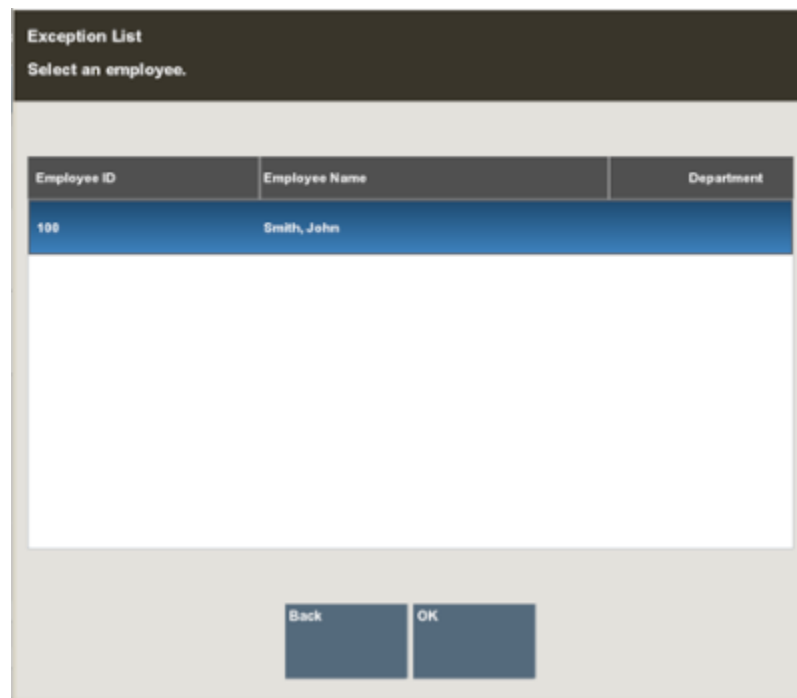 Exception List
Select an employee.
Employee ID Employee Name Department
100 Smith, John
Back OK